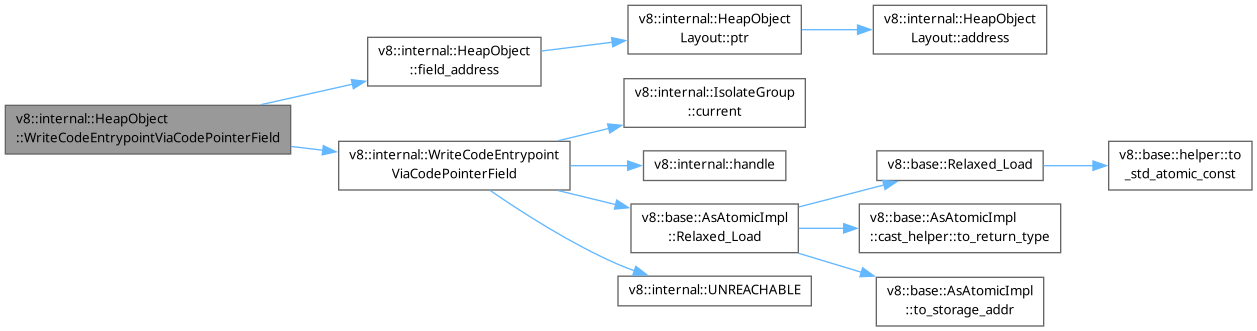 v8::internal::HeapObject
::WriteCodeEntrypointViaCodePointerField
v8::internal::HeapObject
::field_address
v8::internal::HeapObject
Layout::ptr
v8::internal::HeapObject
Layout::address
v8::internal::WriteCodeEntrypoint
ViaCodePointerField
v8::internal::IsolateGroup
::current
v8::internal::handle
v8::base::AsAtomicImpl
::Relaxed_Load
v8::base::Relaxed_Load
v8::base::helper::to
_std_atomic_const
v8::base::AsAtomicImpl
::cast_helper::to_return_type
v8::base::AsAtomicImpl
::to_storage_addr
v8::internal::UNREACHABLE